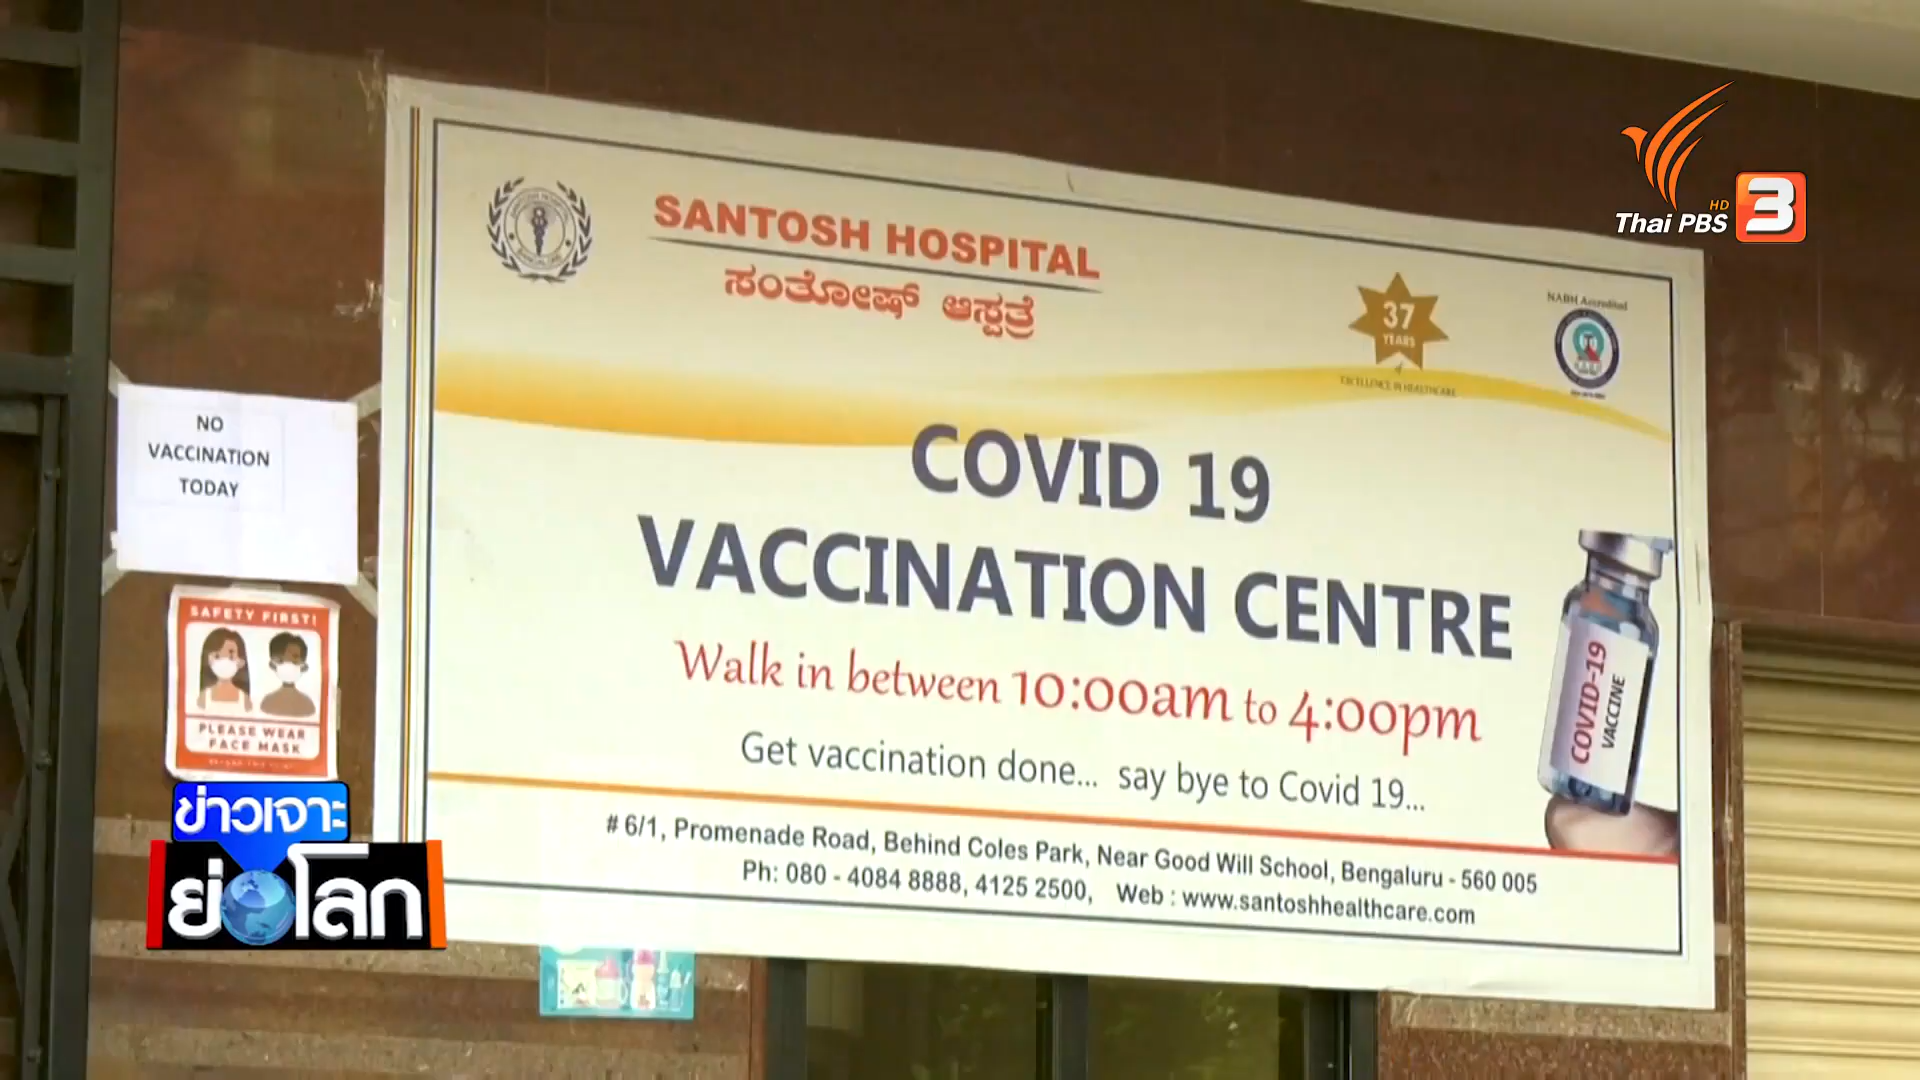 SANTOSH HOSPITAL
ಸಂತೋಷ್ ಆಸ್ಪತ್ರೆ
37
YEARS
EXCELLENCE IN HEALTHCARE
NABH Accredited
COVID 19
VACCINATION CENTRE
Walk in between 10:00am to 4:00pm
Get vaccination done... say bye to Covid 19...
COVID-19
VACCINE
# 6/1, Promenade Road, Behind Coles Park, Near Good Will School, Bengaluru - 560 005
Ph: 080 - 4084 8888, 4125 2500, Web : www.santoshhealthcare.com
NO
VACCINATION
TODAY
SAFETY FIRST!
PLEASE WEAR
FACE MASK
ข่าวเจาะ
ย่อโลก
HD
Thai PBS 3